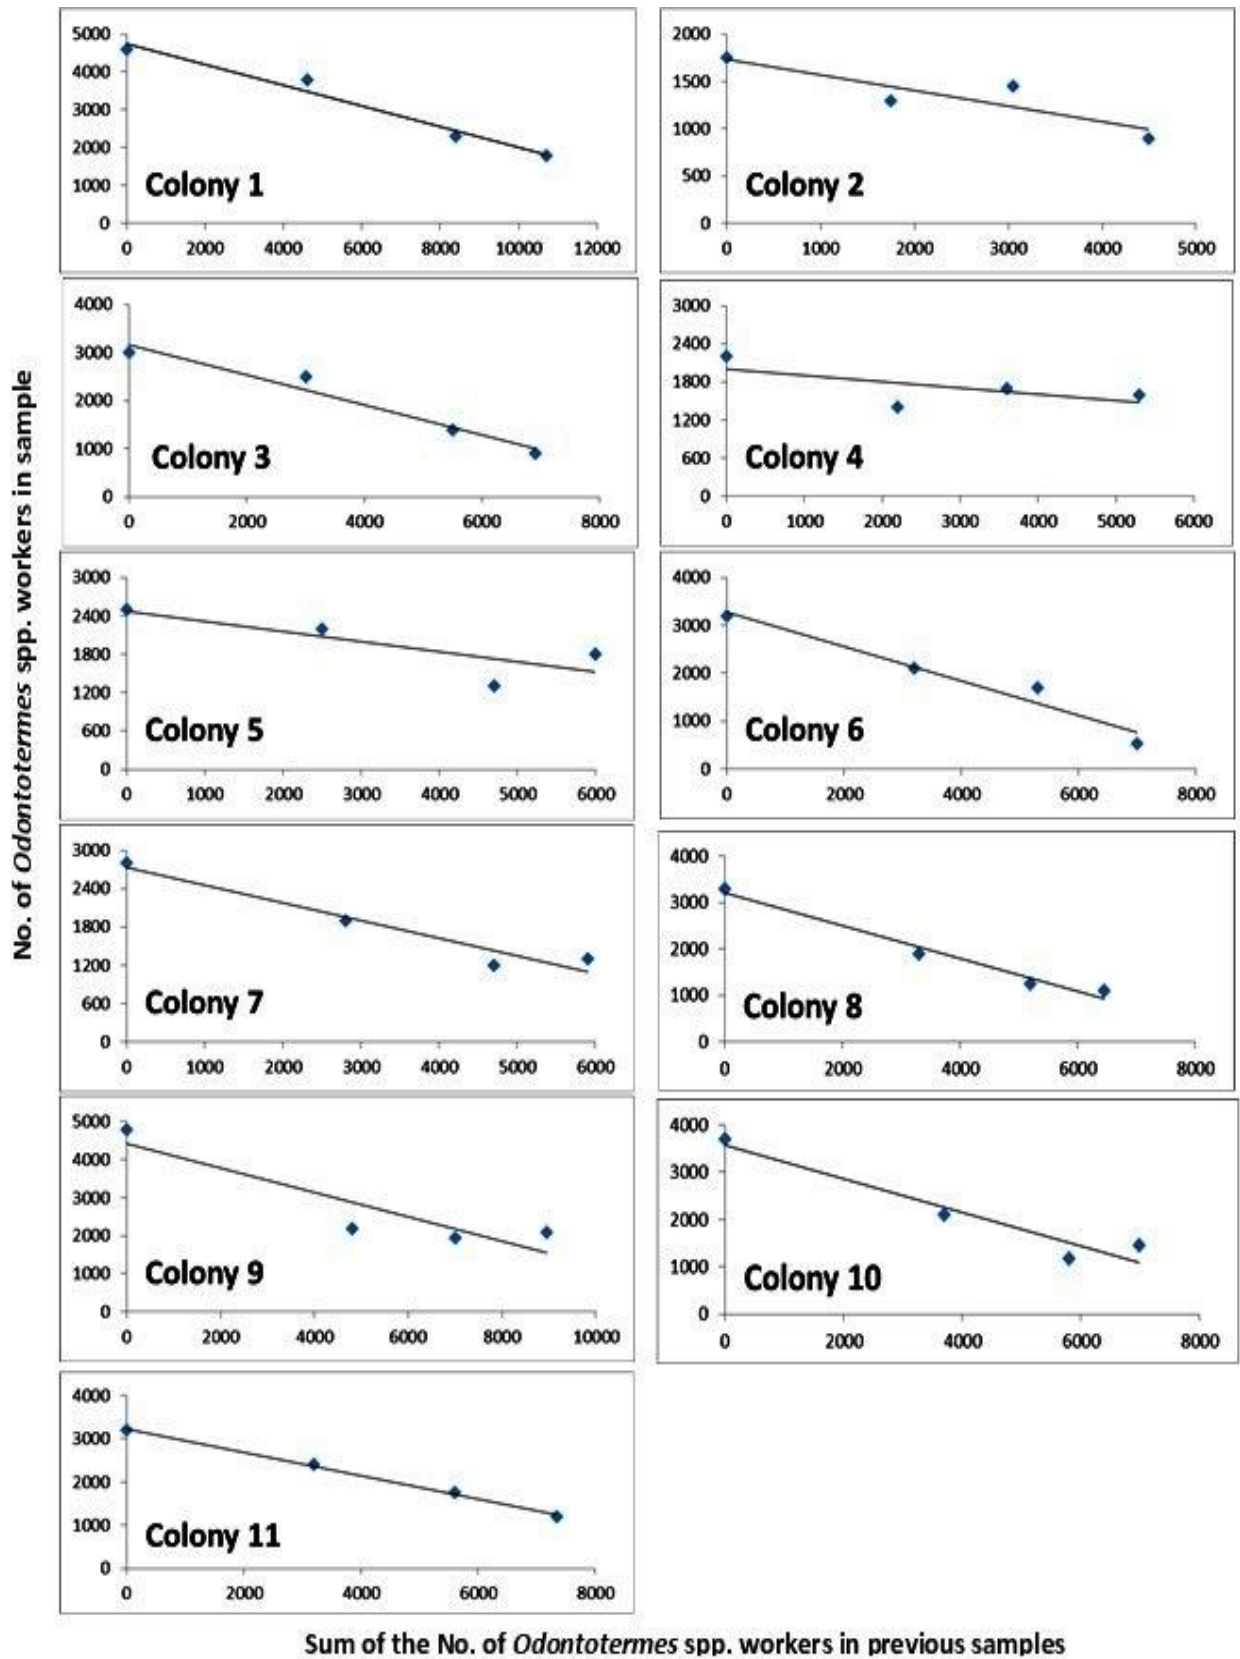 No. of Odontotermes spp. workers in sample
5000
4000
3000
2000
1000
0
Colony 1
0 2000 4000 6000 8000 10000 12000
2000
1500
1000
500
0
Colony 2
0 1000 2000 3000 4000 5000
4000
3000
2000
1000
0
Colony 3
0 2000 4000 6000 8000
3000
2400
1800
1200
600
0
Colony 4
0 1000 2000 3000 4000 5000 6000
3000
2400
1800
1200
600
0
Colony 5
0 1000 2000 3000 4000 5000 6000
4000
3000
2000
1000
0
Colony 6
0 2000 4000 6000 8000
3000
2400
1800
1200
600
0
Colony 7
0 1000 2000 3000 4000 5000 6000
4000
3000
2000
1000
0
Colony 8
0 2000 4000 6000 8000
5000
4000
3000
2000
1000
0
Colony 9
0 2000 4000 6000 8000 10000
4000
3000
2000
1000
0
Colony 10
0 2000 4000 6000 8000
4000
3000
2000
1000
0
Colony 11
0 2000 4000 6000 8000
Sum of the No. of Odontotermes spp. workers in previous samples